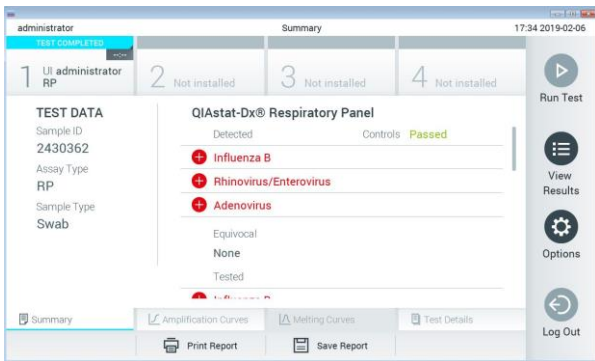 administrator Summary 17:34 2019-02-06
TEST COMPLETED
1 UI administrator
RP
2 Not installed
3 Not installed
4 Not installed
Run Test
TEST DATA
Sample ID
2430362
Assay Type
RP
Sample Type
Swab
QIAstat-Dx® Respiratory Panel
Detected Controls Passed
Influenza B
Rhinovirus/Enterovirus
Adenovirus
Equivocal
None
Tested
View
Results
Options
Summary Amplification Curves Melting Curves Test Details
Print Report Save Report
Log Out